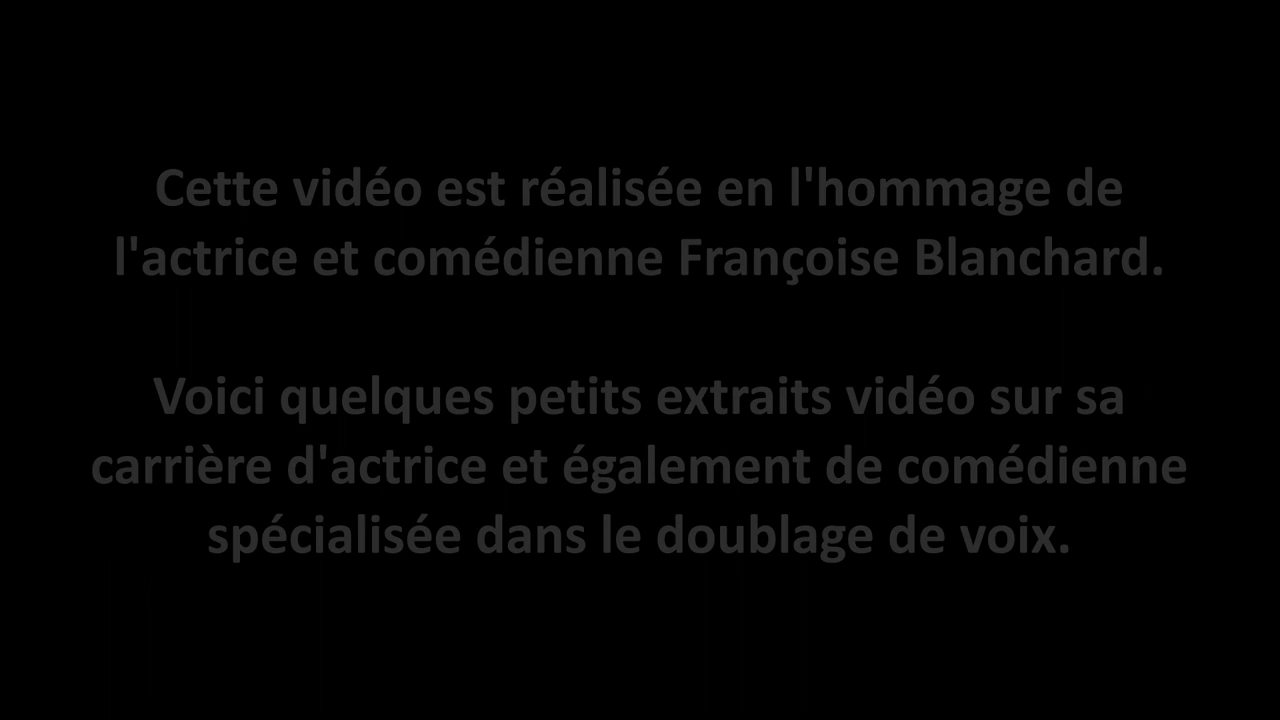 Cette vidéo est réalisée en l'hommage de
l'actrice et comédienne Françoise Blanchard.
Voici quelques petits extraits vidéo sur sa
carrière d'actrice et également de comédienne
spécialisée dans le doublage de voix.